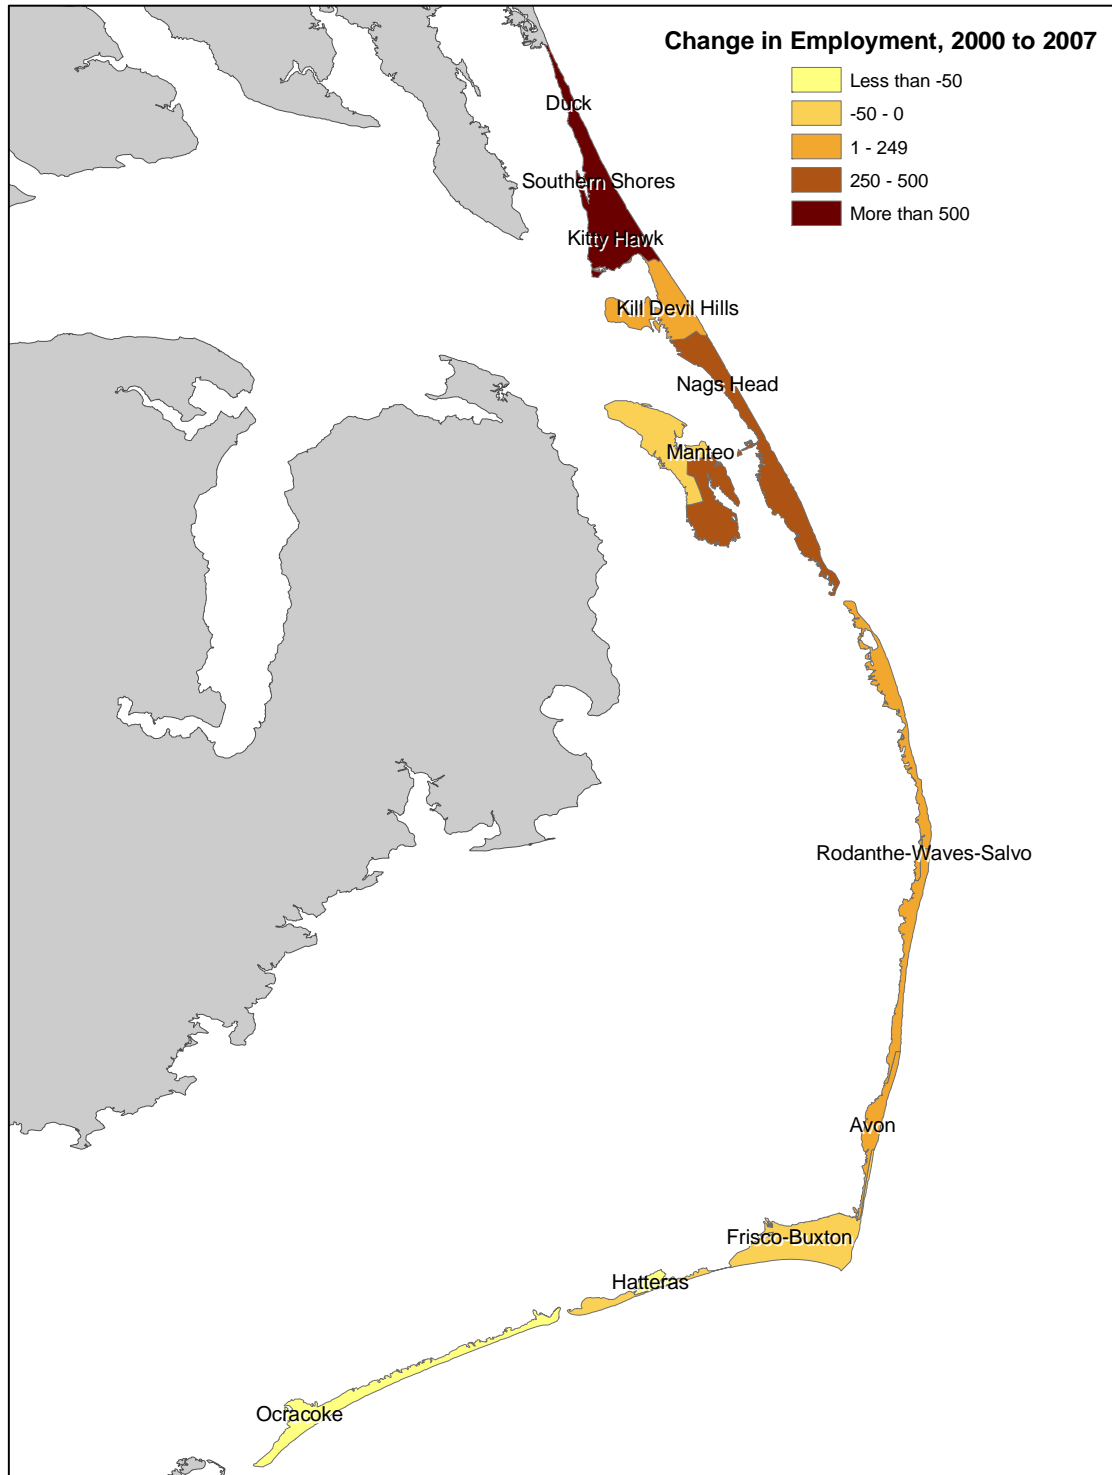 Change in Employment, 2000 to 2007
Less than -50
-50 - 0
1 - 249
250 - 500
More than 500
Duck
Southern Shores
Kitty Hawk
Kill Devil Hills
Nags Head
Manteo
Rodanthe-Waves-Salvo
Avon
Frisco-Buxton
Hatteras
Ocracoke